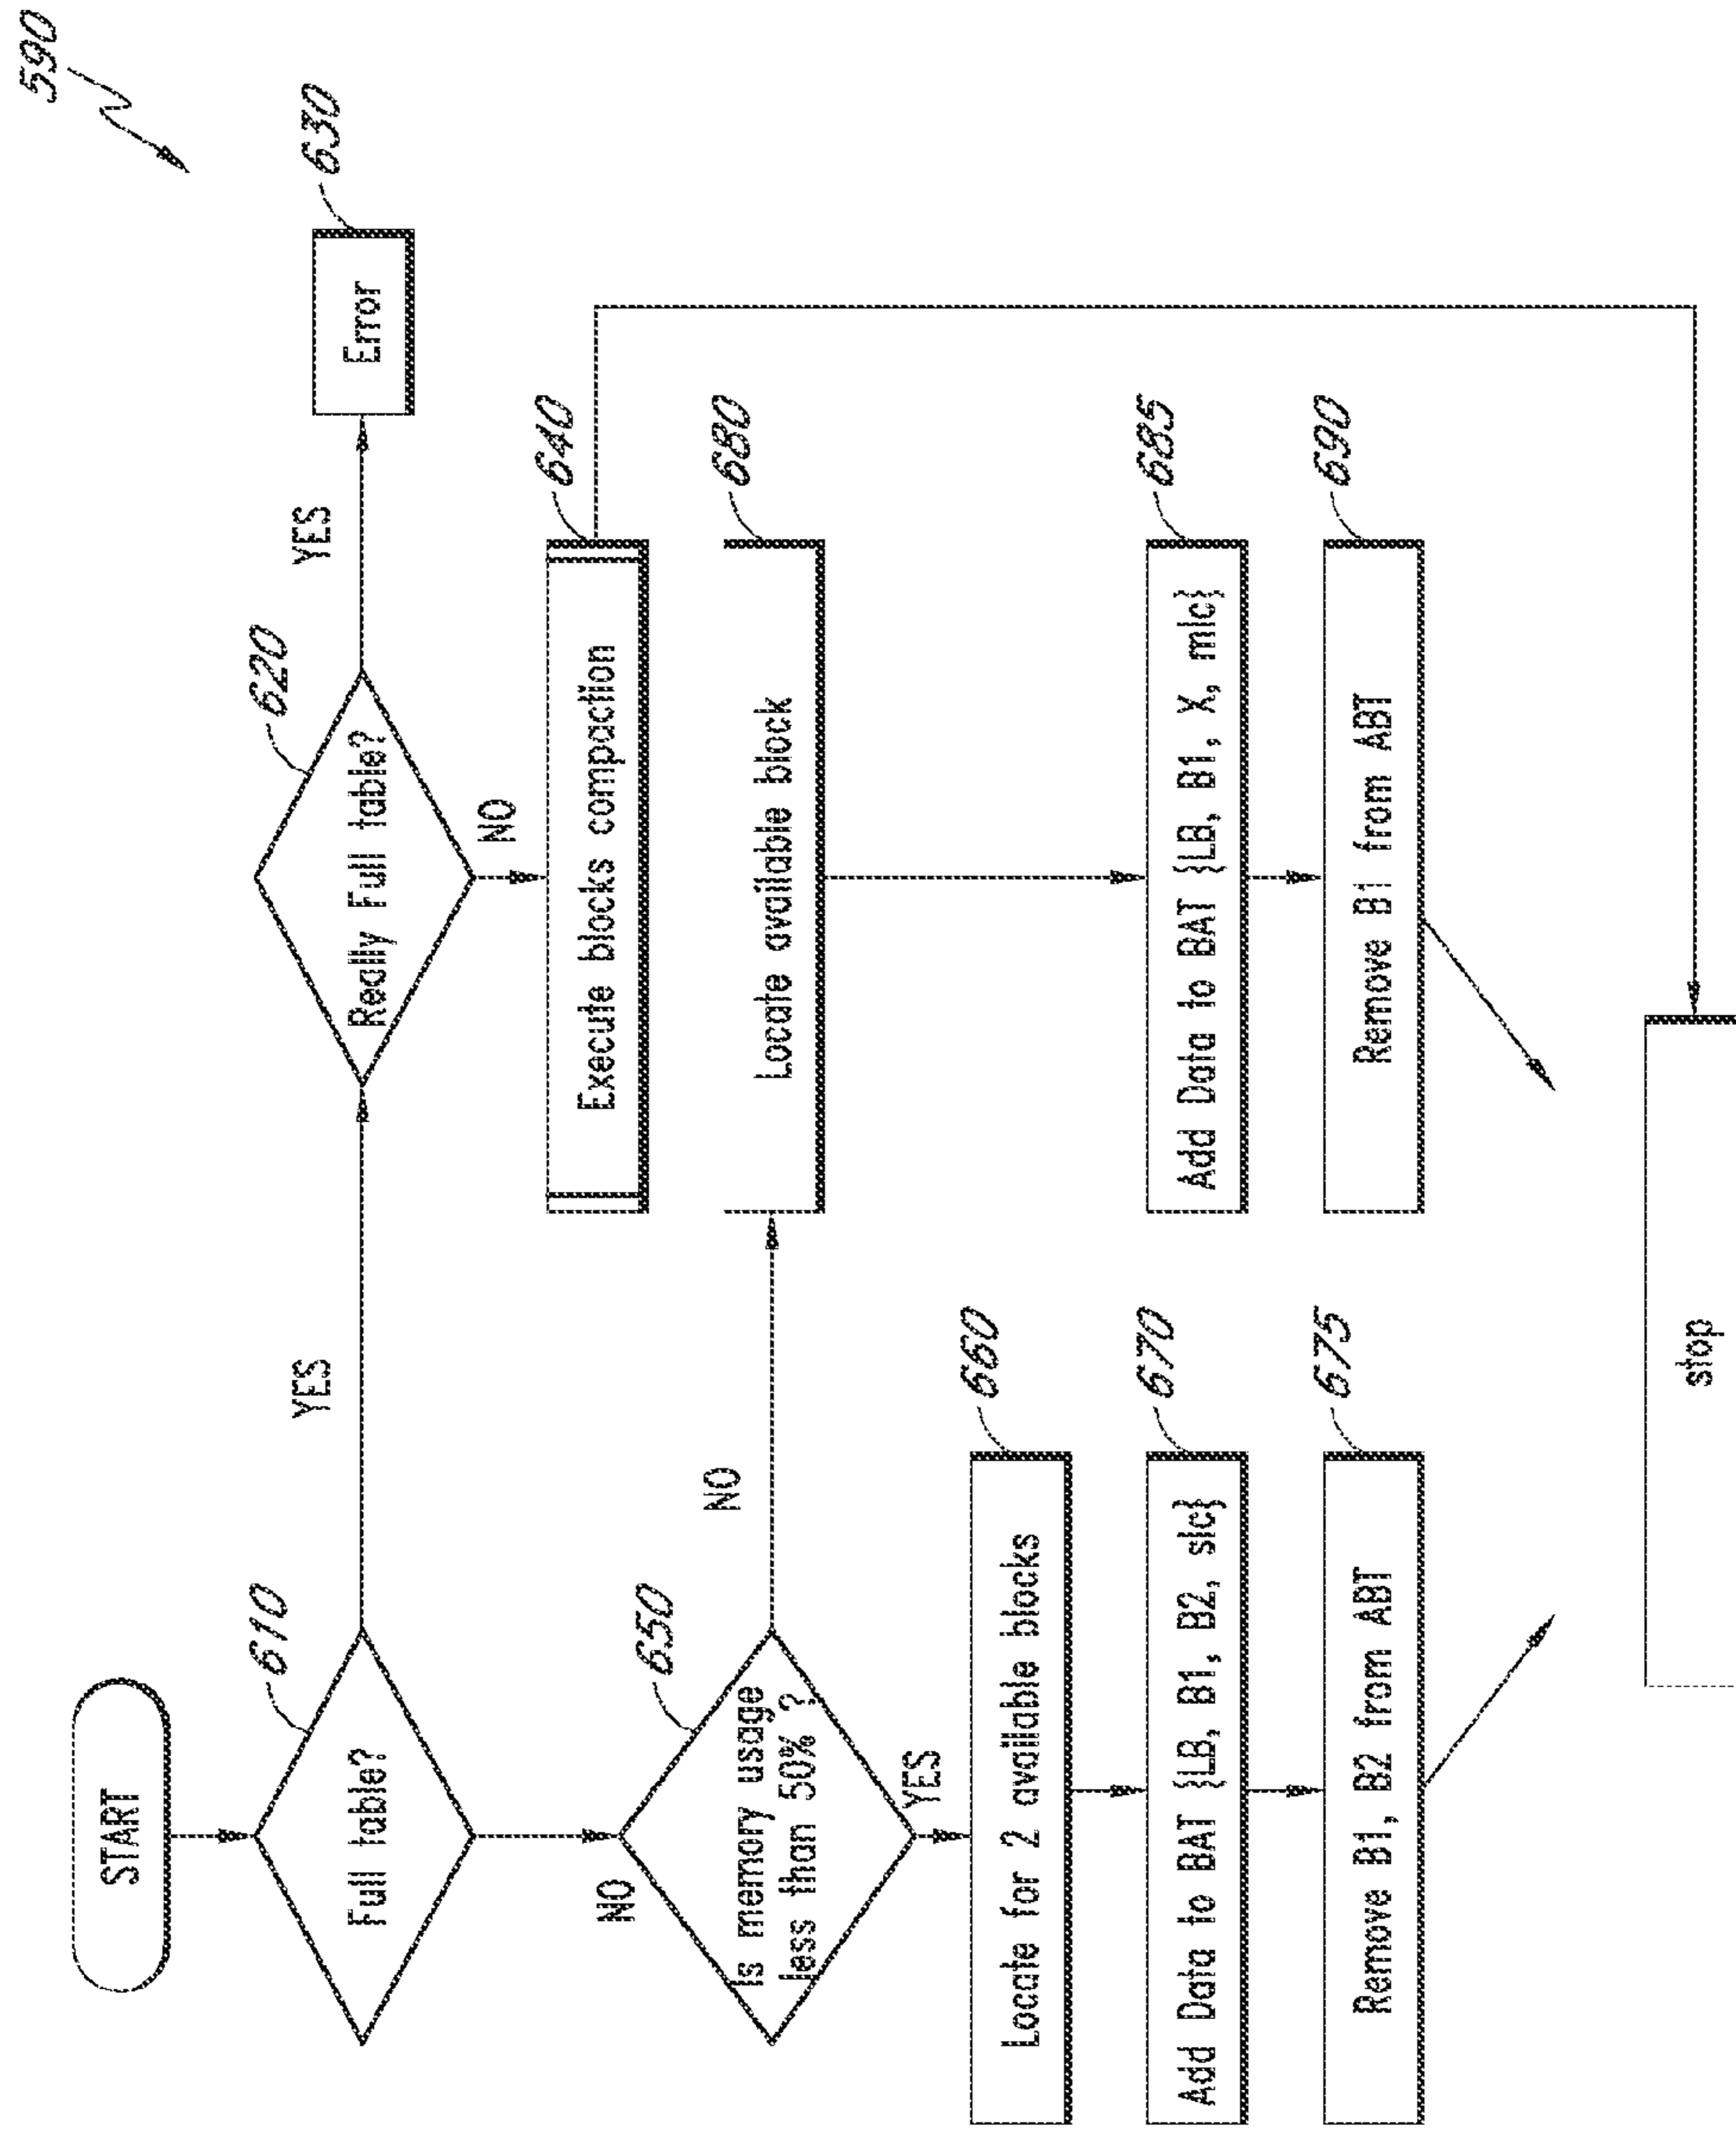 590
START
610
Full table?
YES
620
Really Full table?
YES
630
Error
NO
640
Execute blocks compaction
NO
650
Is memory usage
less than 50% ?
NO
680
Locate available block
YES
660
Locate for 2 available blocks
670
Add Data to BAT {LB, B1, B2, slc}
675
Remove B1, B2 from ABT
685
Add Data to BAT {LB, B1, X, mlc}
690
Remove B1 from ABT
stop